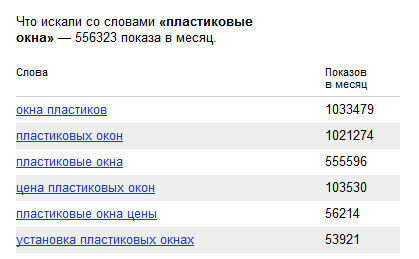 Что искали со словами «пластиковые
окна» — 556323 показа в месяц.
Слова Показов
в месяц
окна пластиков 1033479
пластиковых окон 1021274
пластиковые окна 555596
цена пластиковых окон 103530
пластиковые окна цены 56214
установка пластиковых окнах 53921